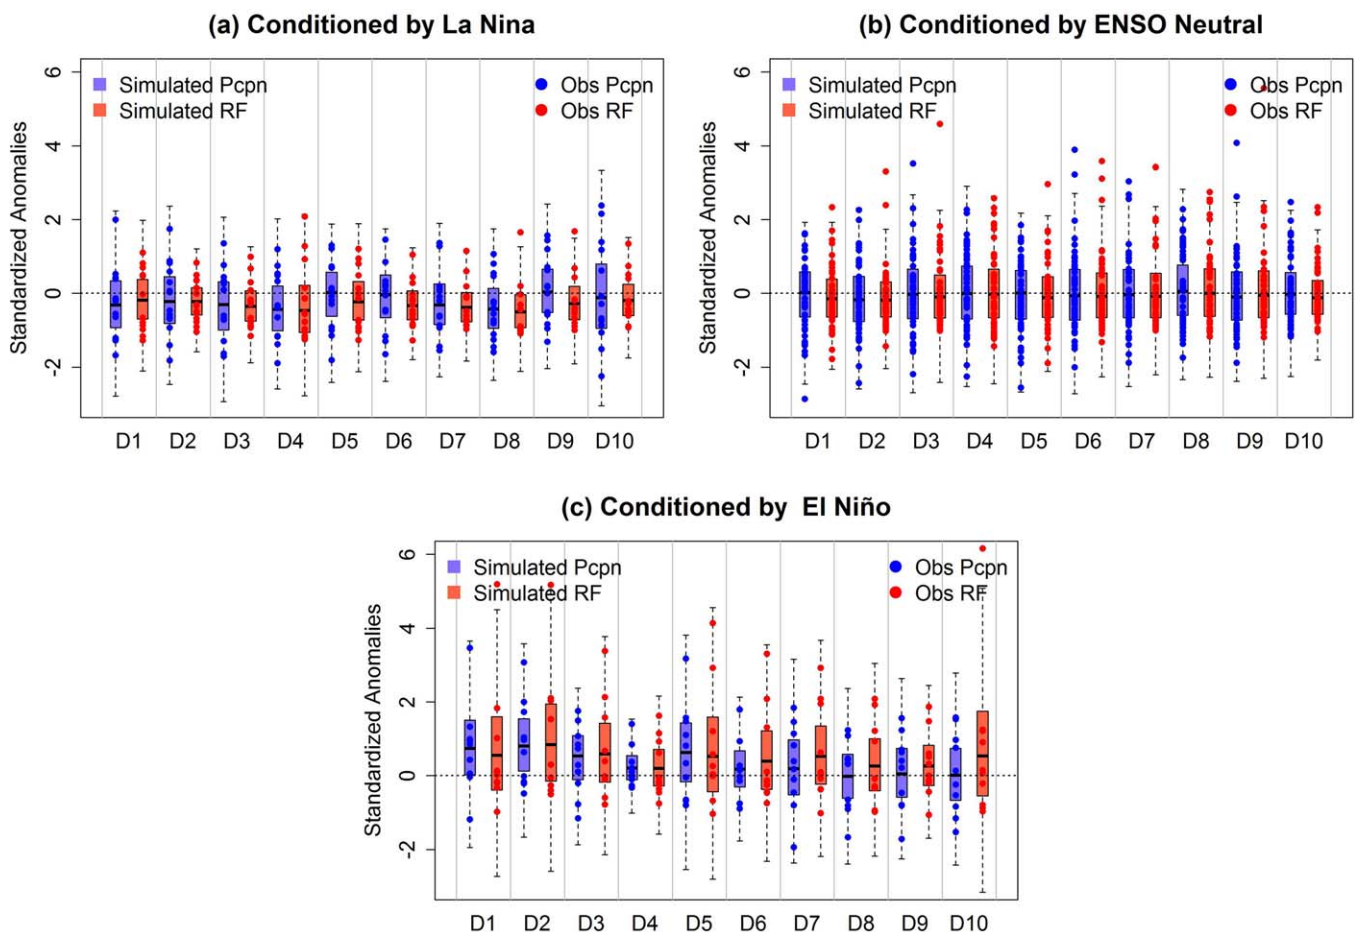 (a) Conditioned by La Nina
Standardized Anomalies
6
4
2
0
-2
Simulated Pcpn
Simulated RF
Obs Pcpn
Obs RF
D1 D2 D3 D4 D5 D6 D7 D8 D9 D10
(b) Conditioned by ENSO Neutral
Standardized Anomalies
6
4
2
0
-2
Simulated Pcpn
Simulated RF
Obs Pcpn
Obs RF
D1 D2 D3 D4 D5 D6 D7 D8 D9 D10
(c) Conditioned by El Niño
Standardized Anomalies
6
4
2
0
-2
Simulated Pcpn
Simulated RF
Obs Pcpn
Obs RF
D1 D2 D3 D4 D5 D6 D7 D8 D9 D10